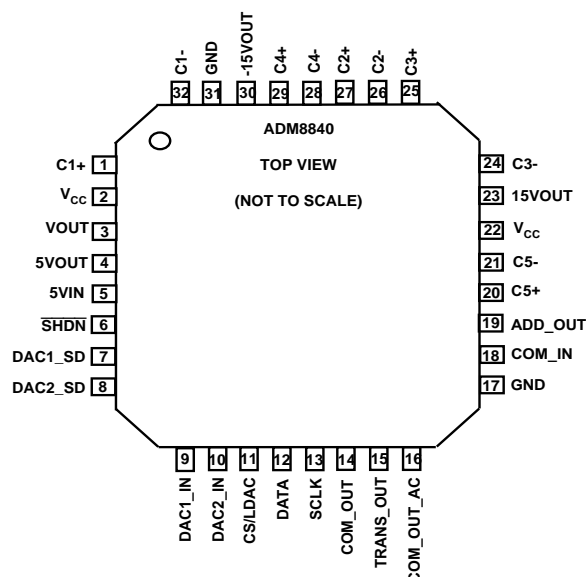 C1-
GND
-15VOUT
C4+
C4-
C2+
C2-
C3+
32 31 30 29 28 27 26 25
ADM8840
TOP VIEW
(NOT TO SCALE)
C1+ 1
VCC 2
VOUT 3
5VOUT 4
5VIN 5
SHDN 6
DAC1_SD 7
DAC2_SD 8
24 C3-
23 15VOUT
22 VCC
21 C5-
20 C5+
19 ADD_OUT
18 COM_IN
17 GND
9 10 11 12 13 14 15 16
DAC1_IN
DAC2_IN
CS/LDAC
DATA
SCLK
COM_OUT
TRANS_OUT
COM_OUT_AC